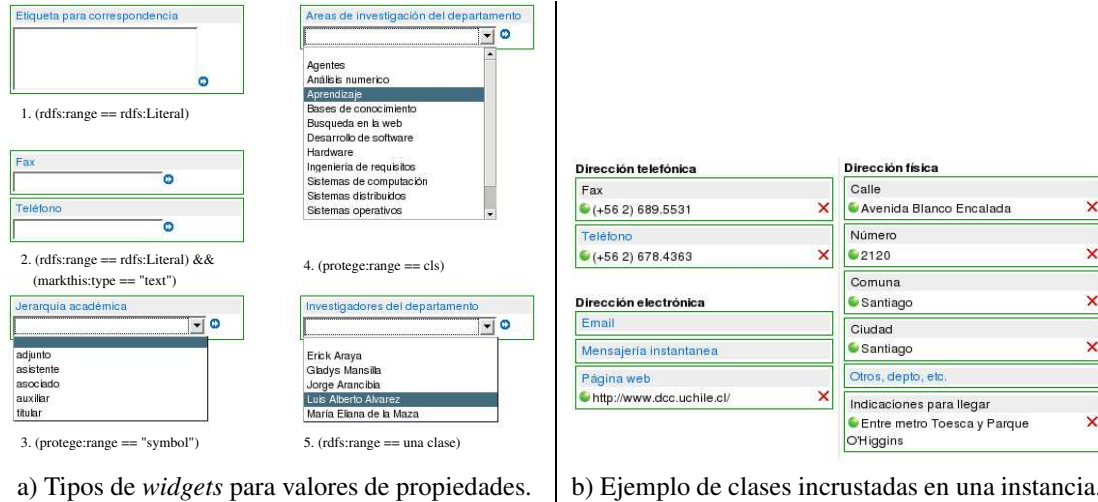 Etiqueta para correspondencia
1. (rdfs:range == rdfs:Literal)
Fax
Teléfono
2. (rdfs:range == rdfs:Literal) &&
(markthis:type == "text")
Jerarquía académica
adjunto
asistente
asociado
auxiliar
titular
3. (protege:range == "symbol")
Areas de investigación del departamento
Agentes
Análisis numerico
Aprendizaje
Bases de conocimiento
Busqueda en la web
Desarrollo de software
Hardware
Ingeniería de requisitos
Sistemas de computación
Sistemas distribuidos
Sistemas operativos
4. (protege:range == cls)
Investigadores del departamento
Erick Araya
Gladys Mansilla
Jorge Arancibia
Luis Alberto Alvarez
María Eliana de la Maza
5. (rdfs:range == una clase)
a) Tipos de widgets para valores de propiedades.
Dirección telefónica
Fax
(+56 2) 689.5531
Teléfono
(+56 2) 678.4363
Dirección electrónica
Email
Mensajería instantanea
Página web
http://www.dcc.uchile.cl/
Dirección física
Calle
Avenida Blanco Encalada
Número
2120
Comuna
Santiago
Ciudad
Santiago
Otros, depto, etc.
Indicaciones para llegar
Entre metro Toesca y Parque
O'Higgins
b) Ejemplo de clases incrustadas en una instancia.